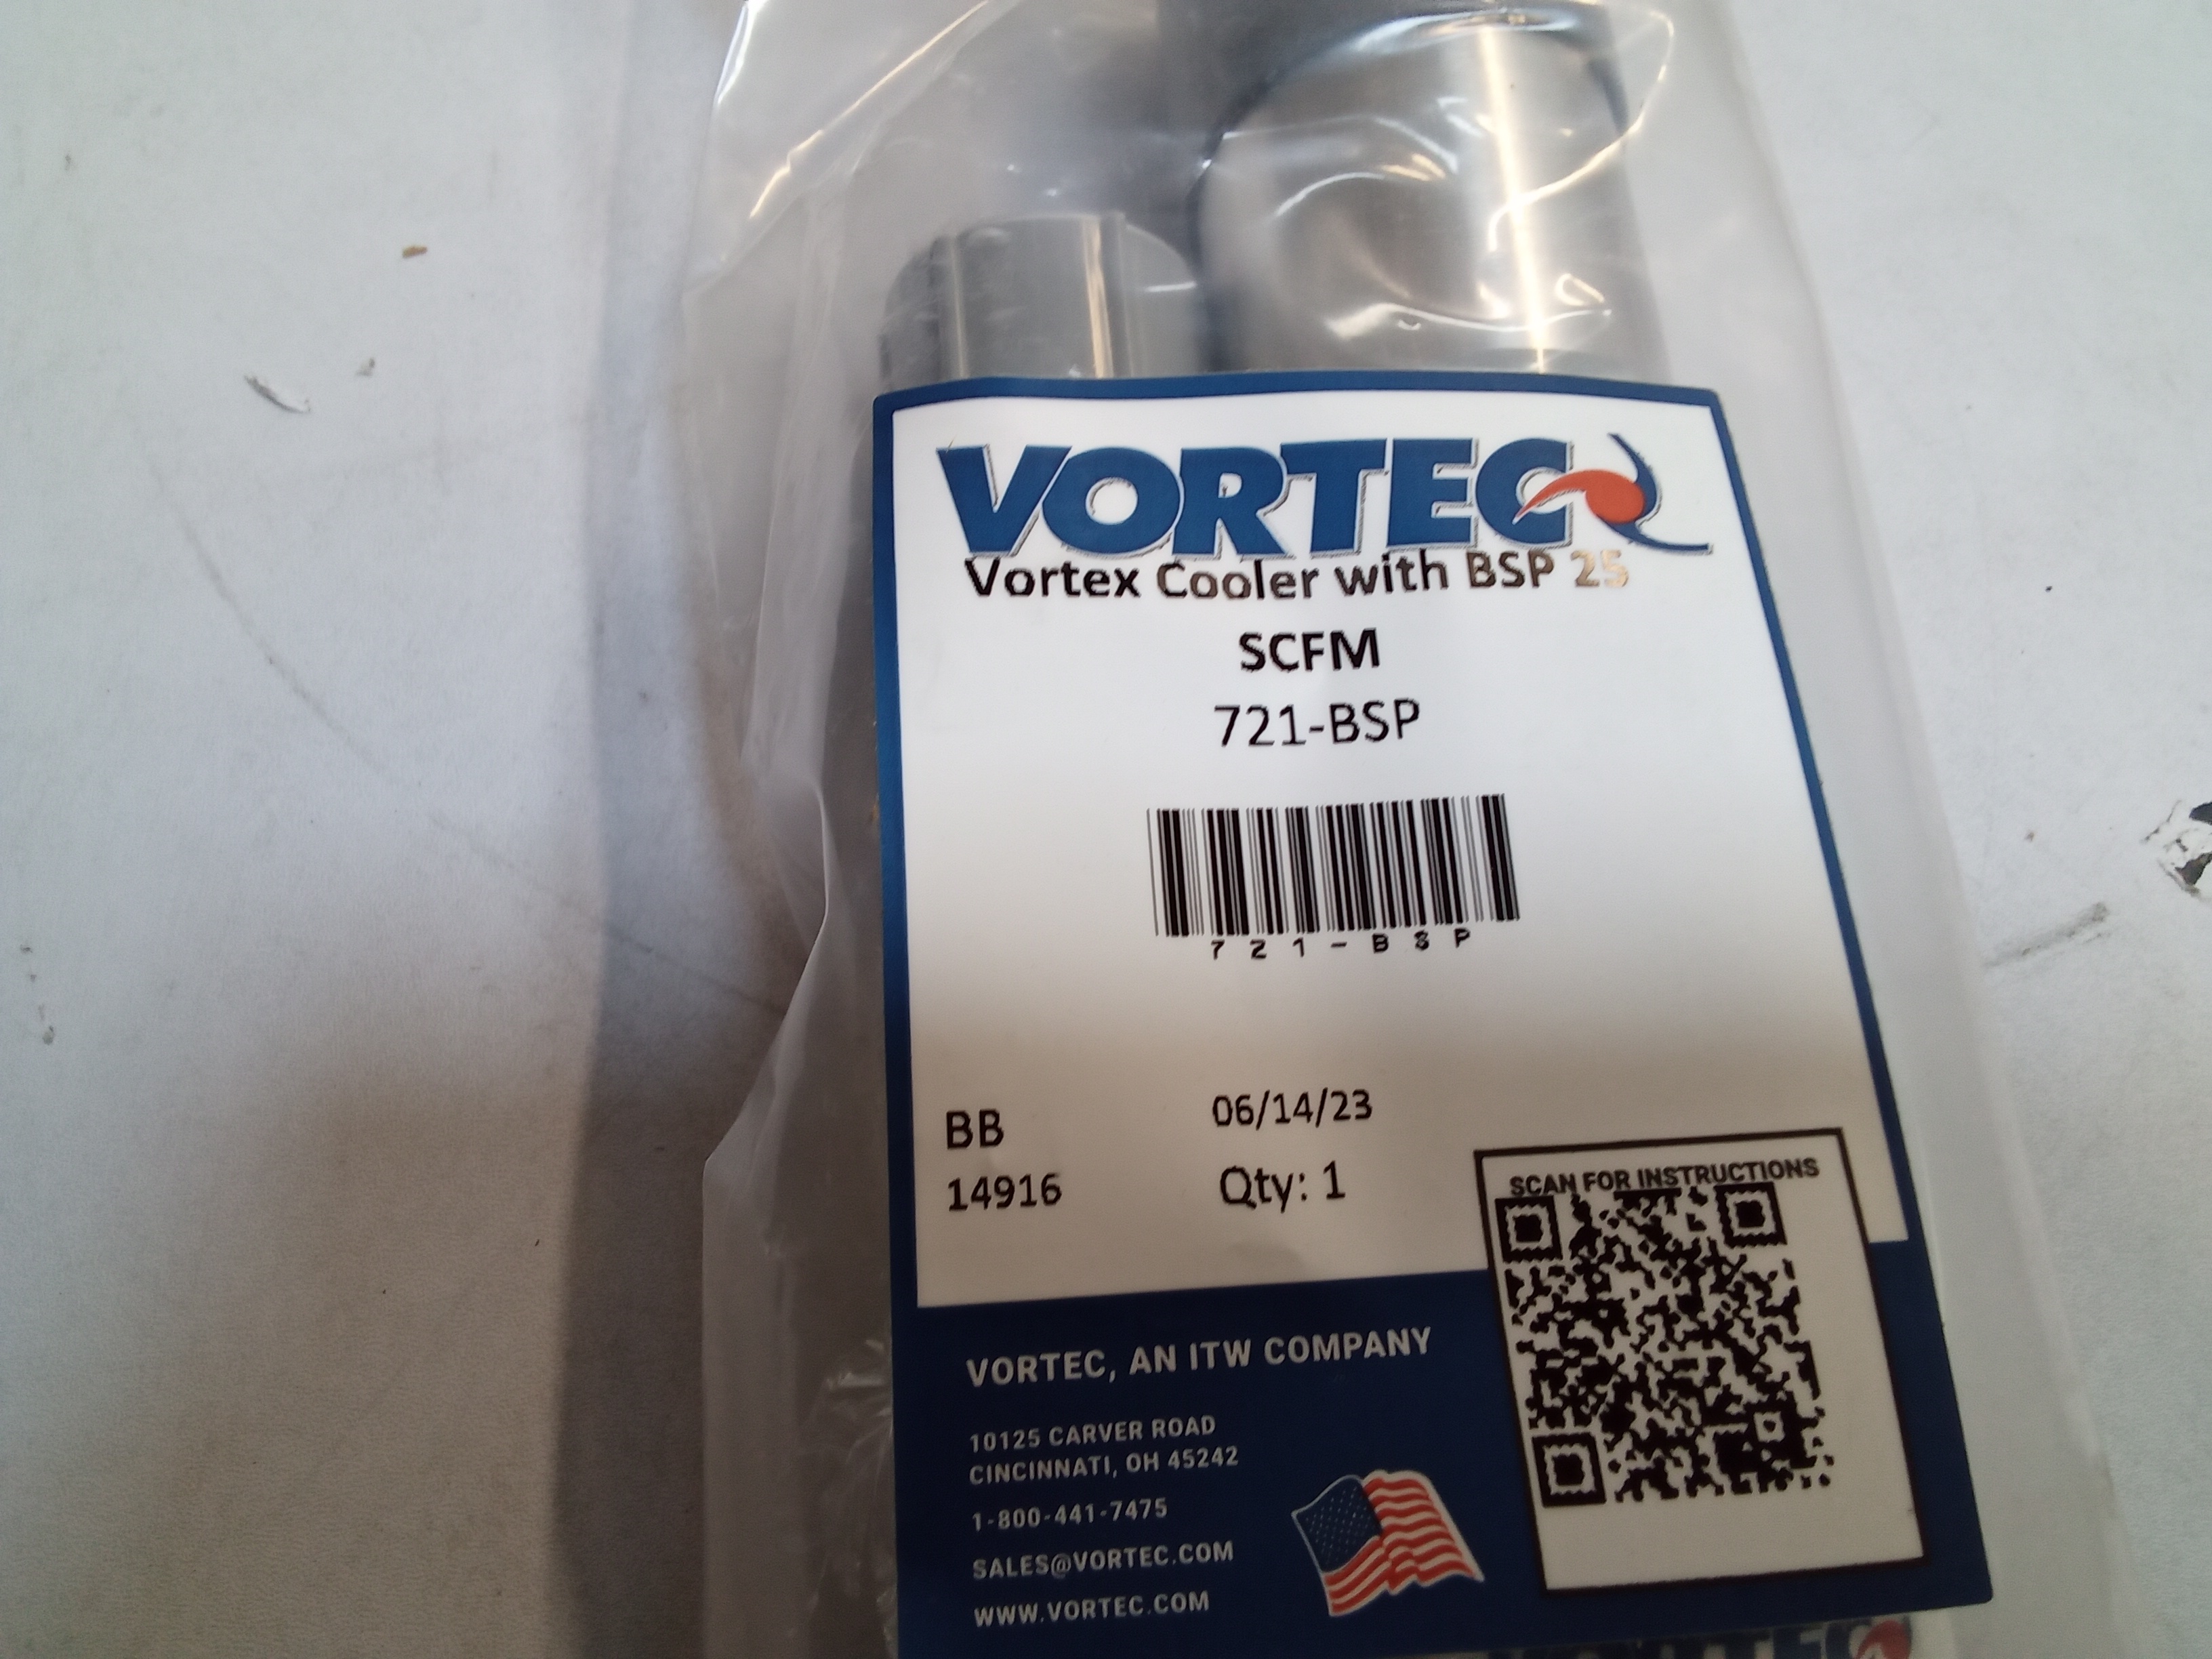 VORTEC
Vortex Cooler with BSP 25
SCFM
721-BSP
721-BSP
BB
06/14/23
14916
Qty: 1
SCAN FOR INSTRUCTIONS
VORTEC, AN ITW COMPANY
10125 CARVER ROAD
CINCINNATI, OH 45242
1-800-441-7475
SALES@VORTEC.COM
WWW.VORTEC.COM
VORTEC